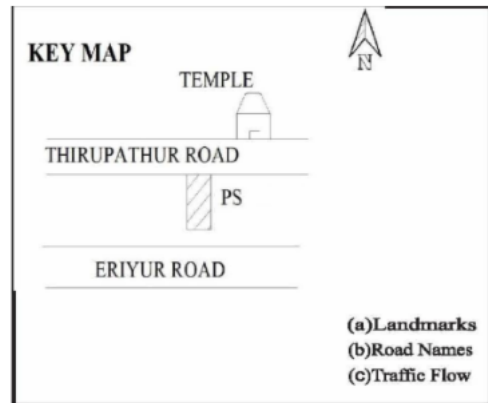 N
KEY MAP
TEMPLE
THIRUPATHUR ROAD
PS
ERIYUR ROAD
(a)Landmarks
(b)Road Names
(c)Traffic Flow